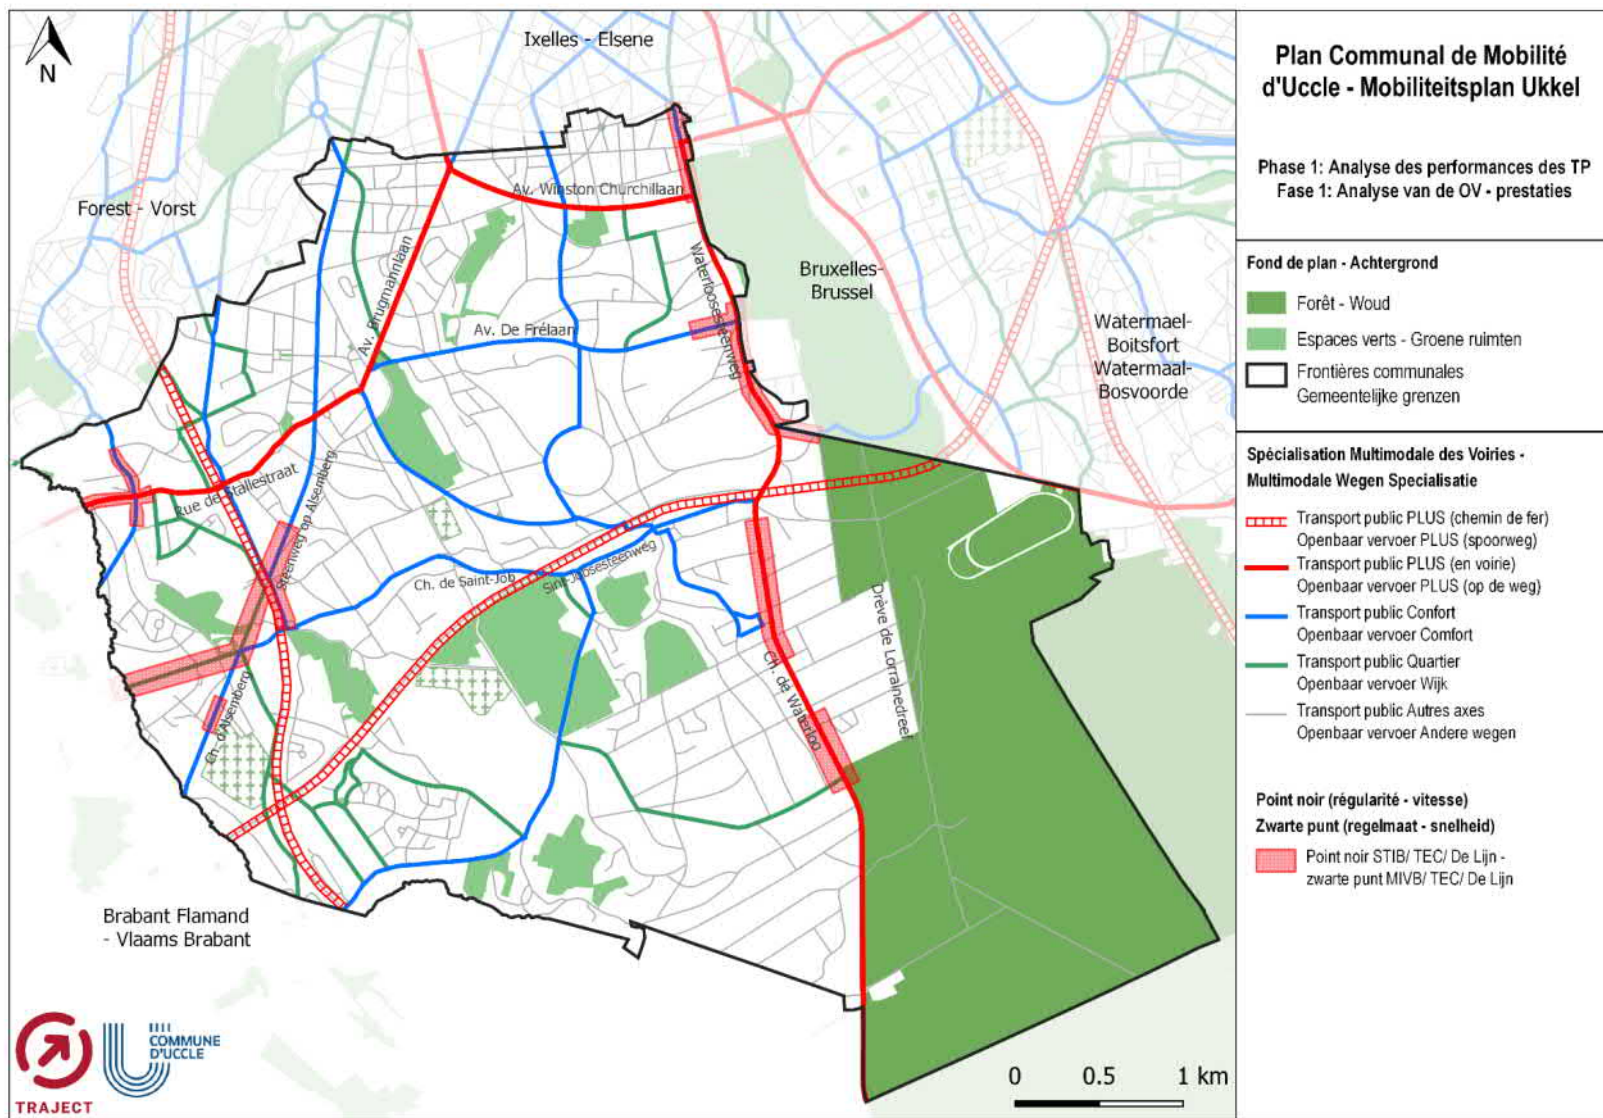 N
Ixelles - Elsene
Forest - Vorst
Av. Winston Churchillaan
Av. Brugmannlaan
Waterloosesteenweg
Bruxelles-
Brussel
Av. De Frélaan
Watermael-
Boitsfort
Watermaal-
Bosvoorde
Rue de Stallestraat
Steenweg op Alsemberg
Ch. de Saint-Job
Sint-Jobsesteenweg
Drève de Lorrainedreef
Ch. de Waterloo
Ch. d'Alsemberg
Brabant Flamand
- Vlaams Brabant
TRAJECT
COMMUNE
D'UCCLE
0 0.5 1 km
Plan Communal de Mobilité
d'Uccle - Mobiliteitsplan Ukkel
Phase 1: Analyse des performances des TP
Fase 1: Analyse van de OV - prestaties
Fond de plan - Achtergrond
Forêt - Woud
Espaces verts - Groene ruimten
Frontières communales
Gemeentelijke grenzen
Spécialisation Multimodale des Voiries -
Multimodale Wegen Specialisatie
Transport public PLUS (chemin de fer)
Openbaar vervoer PLUS (spoorweg)
Transport public PLUS (en voirie)
Openbaar vervoer PLUS (op de weg)
Transport public Confort
Openbaar vervoer Comfort
Transport public Quartier
Openbaar vervoer Wijk
Transport public Autres axes
Openbaar vervoer Andere wegen
Point noir (régularité - vitesse)
Zwarte punt (regelmaat - snelheid)
Point noir STIB/ TEC/ De Lijn -
zwarte punt MIVB/ TEC/ De Lijn